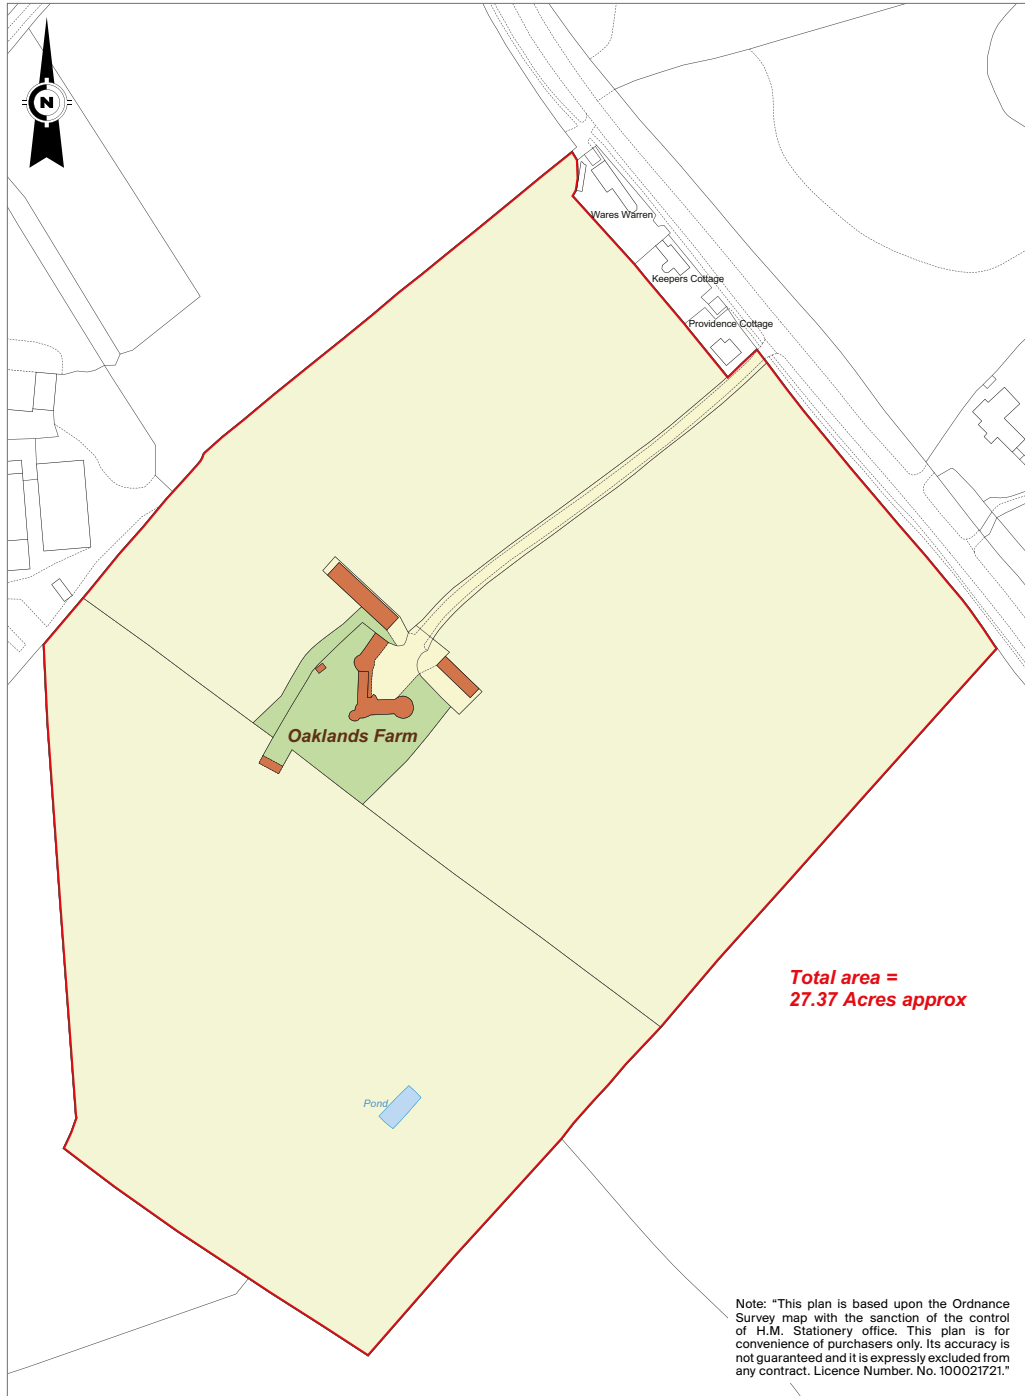 N
Wares Warren
Keepers Cottage
Providence Cottage
Oaklands Farm
Total area =
27.37 Acres approx
Pond
Note: “This plan is based upon the Ordnance
Survey map with the sanction of the control
of H.M. Stationery office. This plan is for
convenience of purchasers only. Its accuracy is
not guaranteed and it is expressly excluded from
any contract. Licence Number. No. 100021721.”